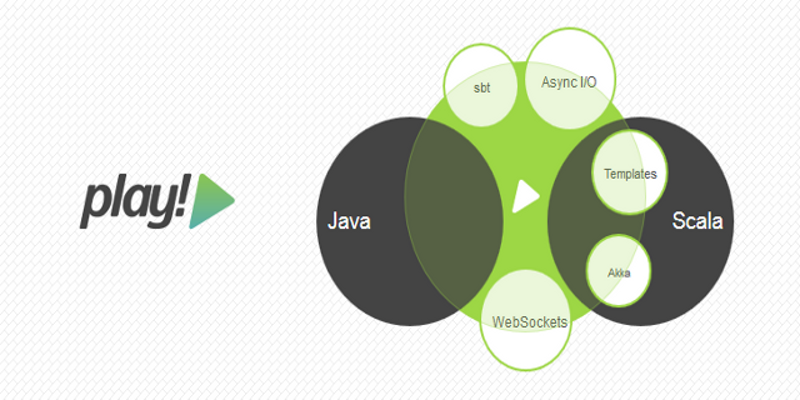 play!
sbt
Async I/O
Templates
Java
Scala
Akka
WebSockets